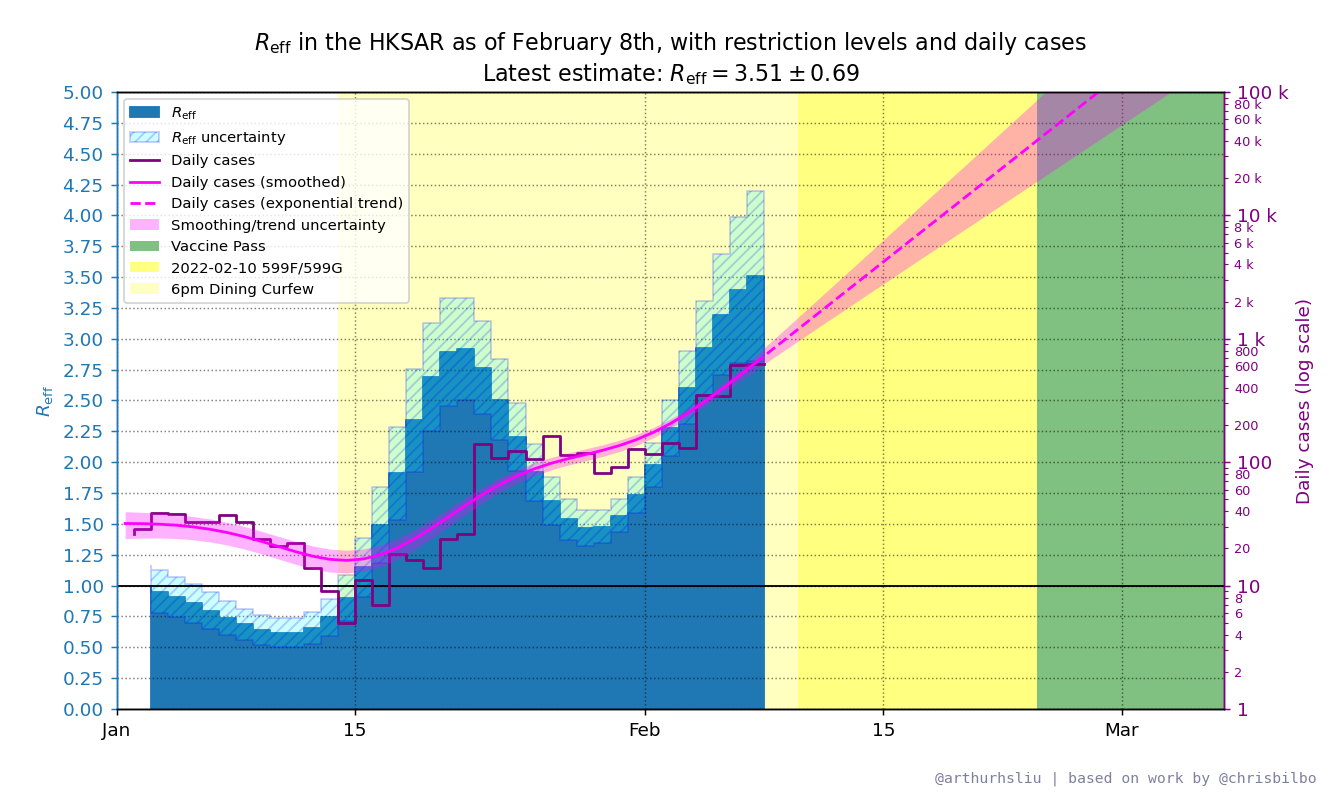 R_eff in the HKSAR as of February 8th, with restriction levels and daily cases
Latest estimate: R_eff = 3.51 ± 0.69
R_eff
R_eff uncertainty
Daily cases
Daily cases (smoothed)
Daily cases (exponential trend)
Smoothing/trend uncertainty
Vaccine Pass
2022-02-10 599F/599G
6pm Dining Curfew
R_eff
5.00
4.75
4.50
4.25
4.00
3.75
3.50
3.25
3.00
2.75
2.50
2.25
2.00
1.75
1.50
1.25
1.00
0.75
0.50
0.25
0.00
100 k
80 k
60 k
40 k
20 k
10 k
8 k
6 k
4 k
2 k
1 k
800
600
400
200
100
80
60
40
20
10
8
6
4
2
1
Daily cases (log scale)
Jan 15 Feb 15 Mar
@arthurhsliu | based on work by @chrisbilbo